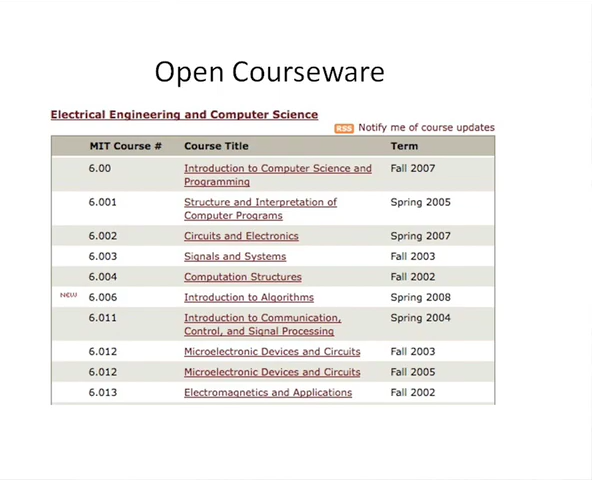 Open Courseware
Electrical Engineering and Computer Science
RSS Notify me of course updates
MIT Course # Course Title Term
6.00 Introduction to Computer Science and Fall 2007
Programming
6.001 Structure and Interpretation of Spring 2005
Computer Programs
6.002 Circuits and Electronics Spring 2007
6.003 Signals and Systems Fall 2003
6.004 Computation Structures Fall 2002
NEW 6.006 Introduction to Algorithms Spring 2008
6.011 Introduction to Communication, Spring 2004
Control, and Signal Processing
6.012 Microelectronic Devices and Circuits Fall 2003
6.012 Microelectronic Devices and Circuits Fall 2005
6.013 Electromagnetics and Applications Fall 2002